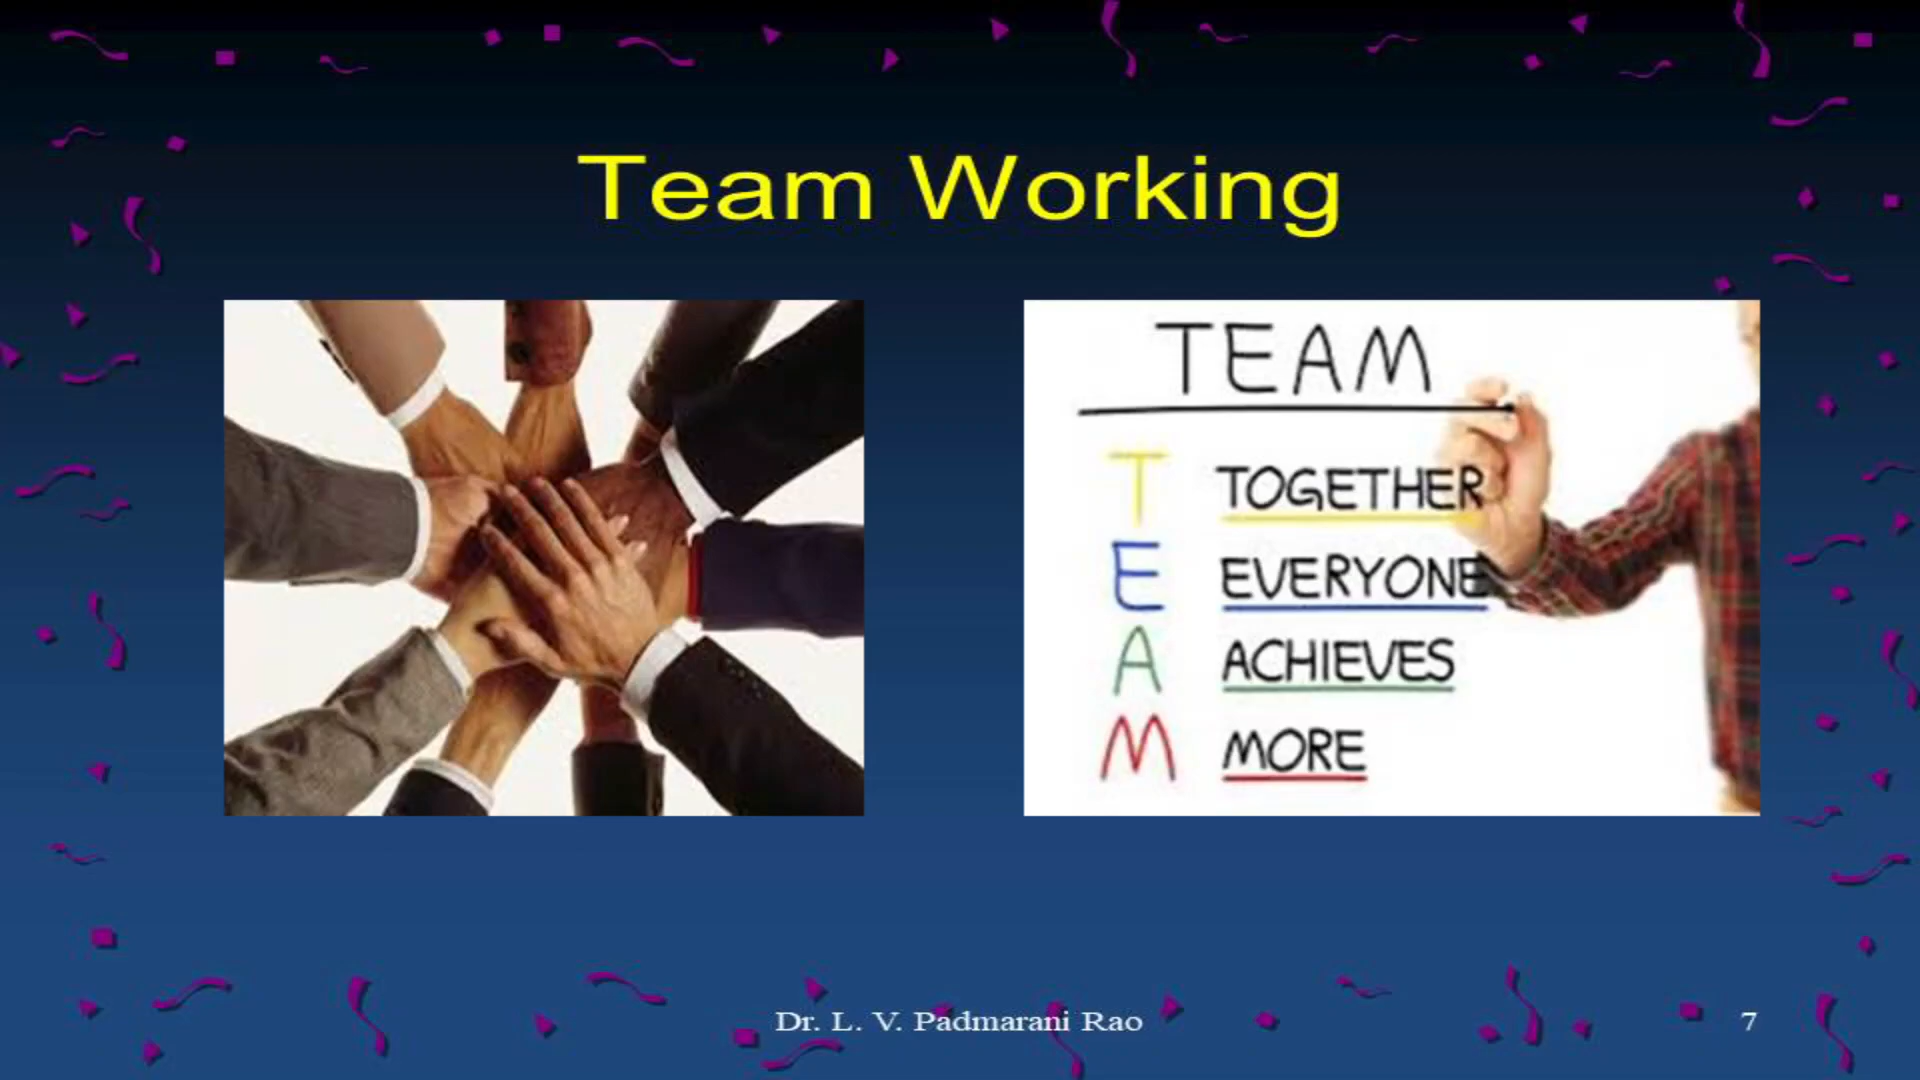 Team Working
TEAM
T TOGETHER
E EVERYONE
A ACHIEVES
M MORE
Dr. L. V. Padmarani Rao
7